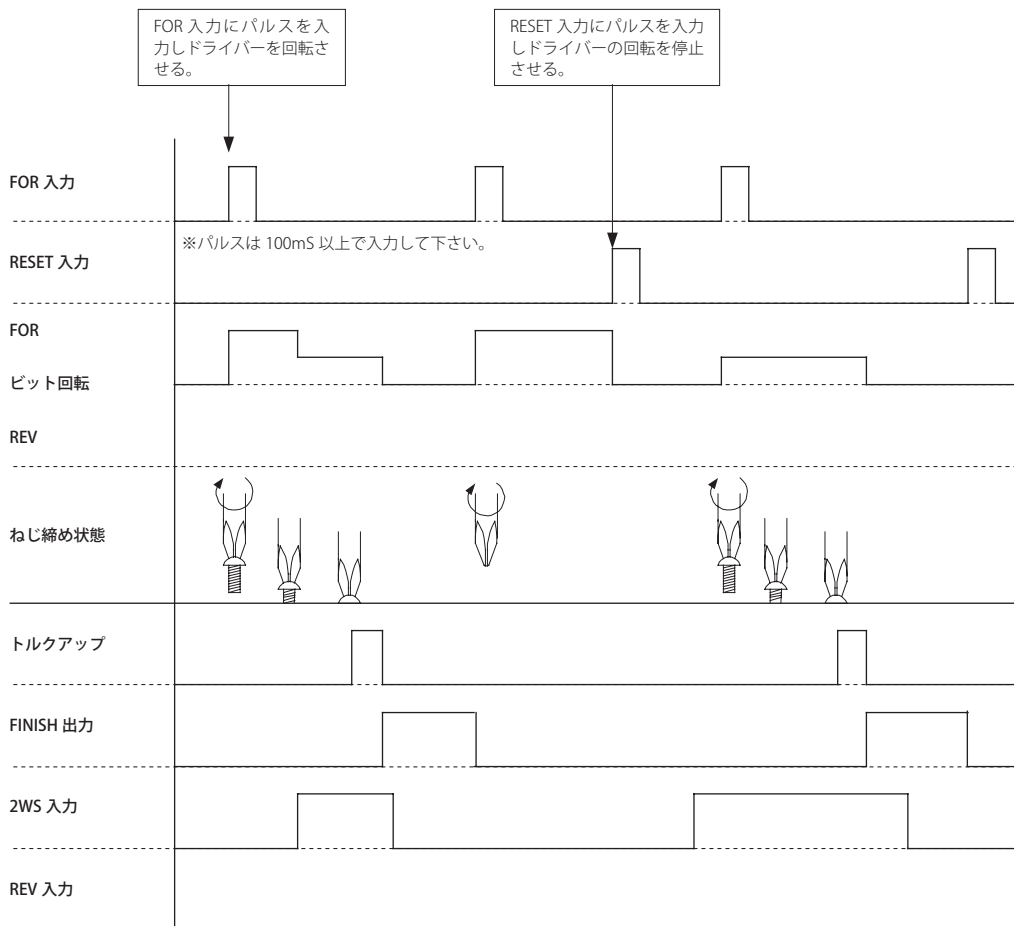 FOR 入力にパルスを入
力しドライバーを回転さ
せる。
RESET 入力にパルスを入力
しドライバーの回転を停止
させる。
FOR 入力
※パルスは 100mS 以上で入力して下さい。
RESET 入力
FOR
ビット回転
REV
ねじ締め状態
トルクアップ
FINISH 出力
2WS 入力
REV 入力